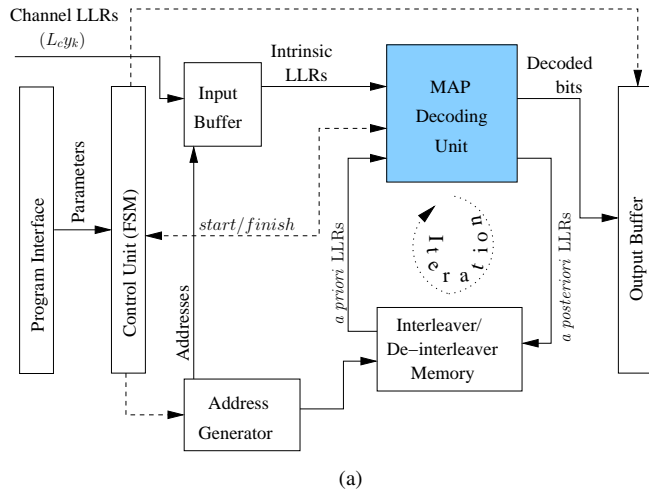 Channel LLRs
(L_c y_k)
Intrinsic
LLRs
Decoded
bits
Input
Buffer
MAP
Decoding
Unit
Program Interface
Parameters
Control Unit (FSM)
start/finish
Addresses
a priori LLRs
Iteration
a posteriori LLRs
Output Buffer
Interleaver/
De-interleaver
Memory
Address
Generator
(a)